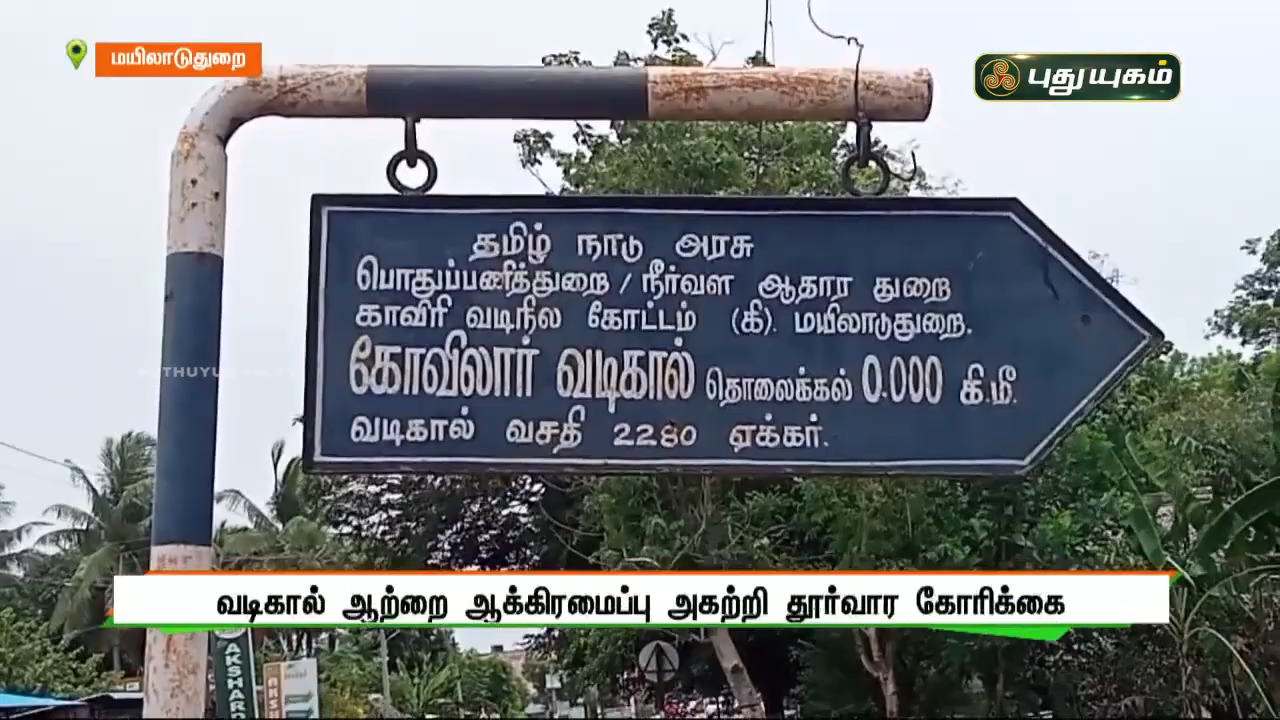 மயிலாடுதுறை
புதுயுகம்
தமிழ் நாடு அரசு
பொதுப்பணித்துறை / நீர்வள ஆதார துறை
காவிரி வடிநில கோட்டம் (கி). மயிலாடுதுறை.
கோவிலார் வடிகால் தொலைக்கல் 0.000 கி.மீ.
வடிகால் வசதி 2280 ஏக்கர்.
வடிகால் ஆற்றை ஆக்கிரமைப்பு அகற்றி தூர்வார கோரிக்கை